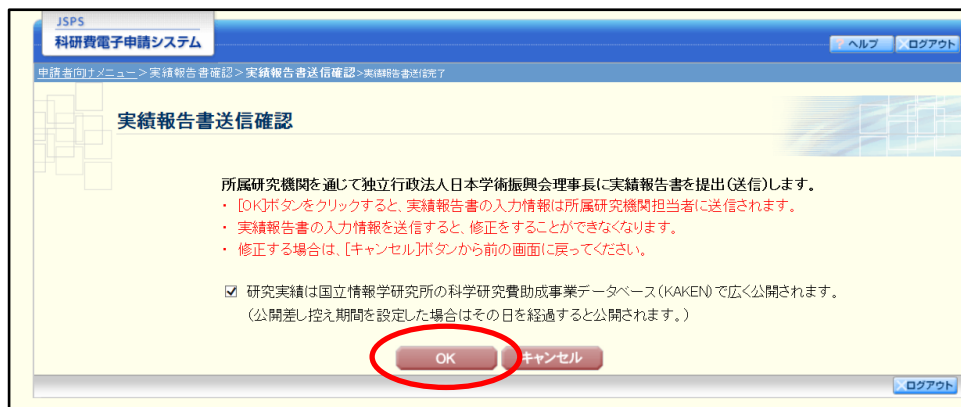 JSPS
科研費電子申請システム
? ヘルプ
×ログアウト
申請者向けメニュー>実績報告書確認>実績報告書送信確認>実績報告書送信完了
実績報告書送信確認
所属研究機関を通じて独立行政法人日本学術振興会理事長に実績報告書を提出(送信)します。
・ [OK]ボタンをクリックすると、実績報告書の入力情報は所属研究機関担当者に送信されます。
・ 実績報告書の入力情報を送信すると、修正をすることができなくなります。
・ 修正する場合は、[キャンセル]ボタンから前の画面に戻ってください。
研究実績は国立情報学研究所の科学研究費助成事業データベース(KAKEN)で広く公開されます。
(公開差し控え期間を設定した場合はその日を経過すると公開されます。)
OK
キャンセル
×ログアウト